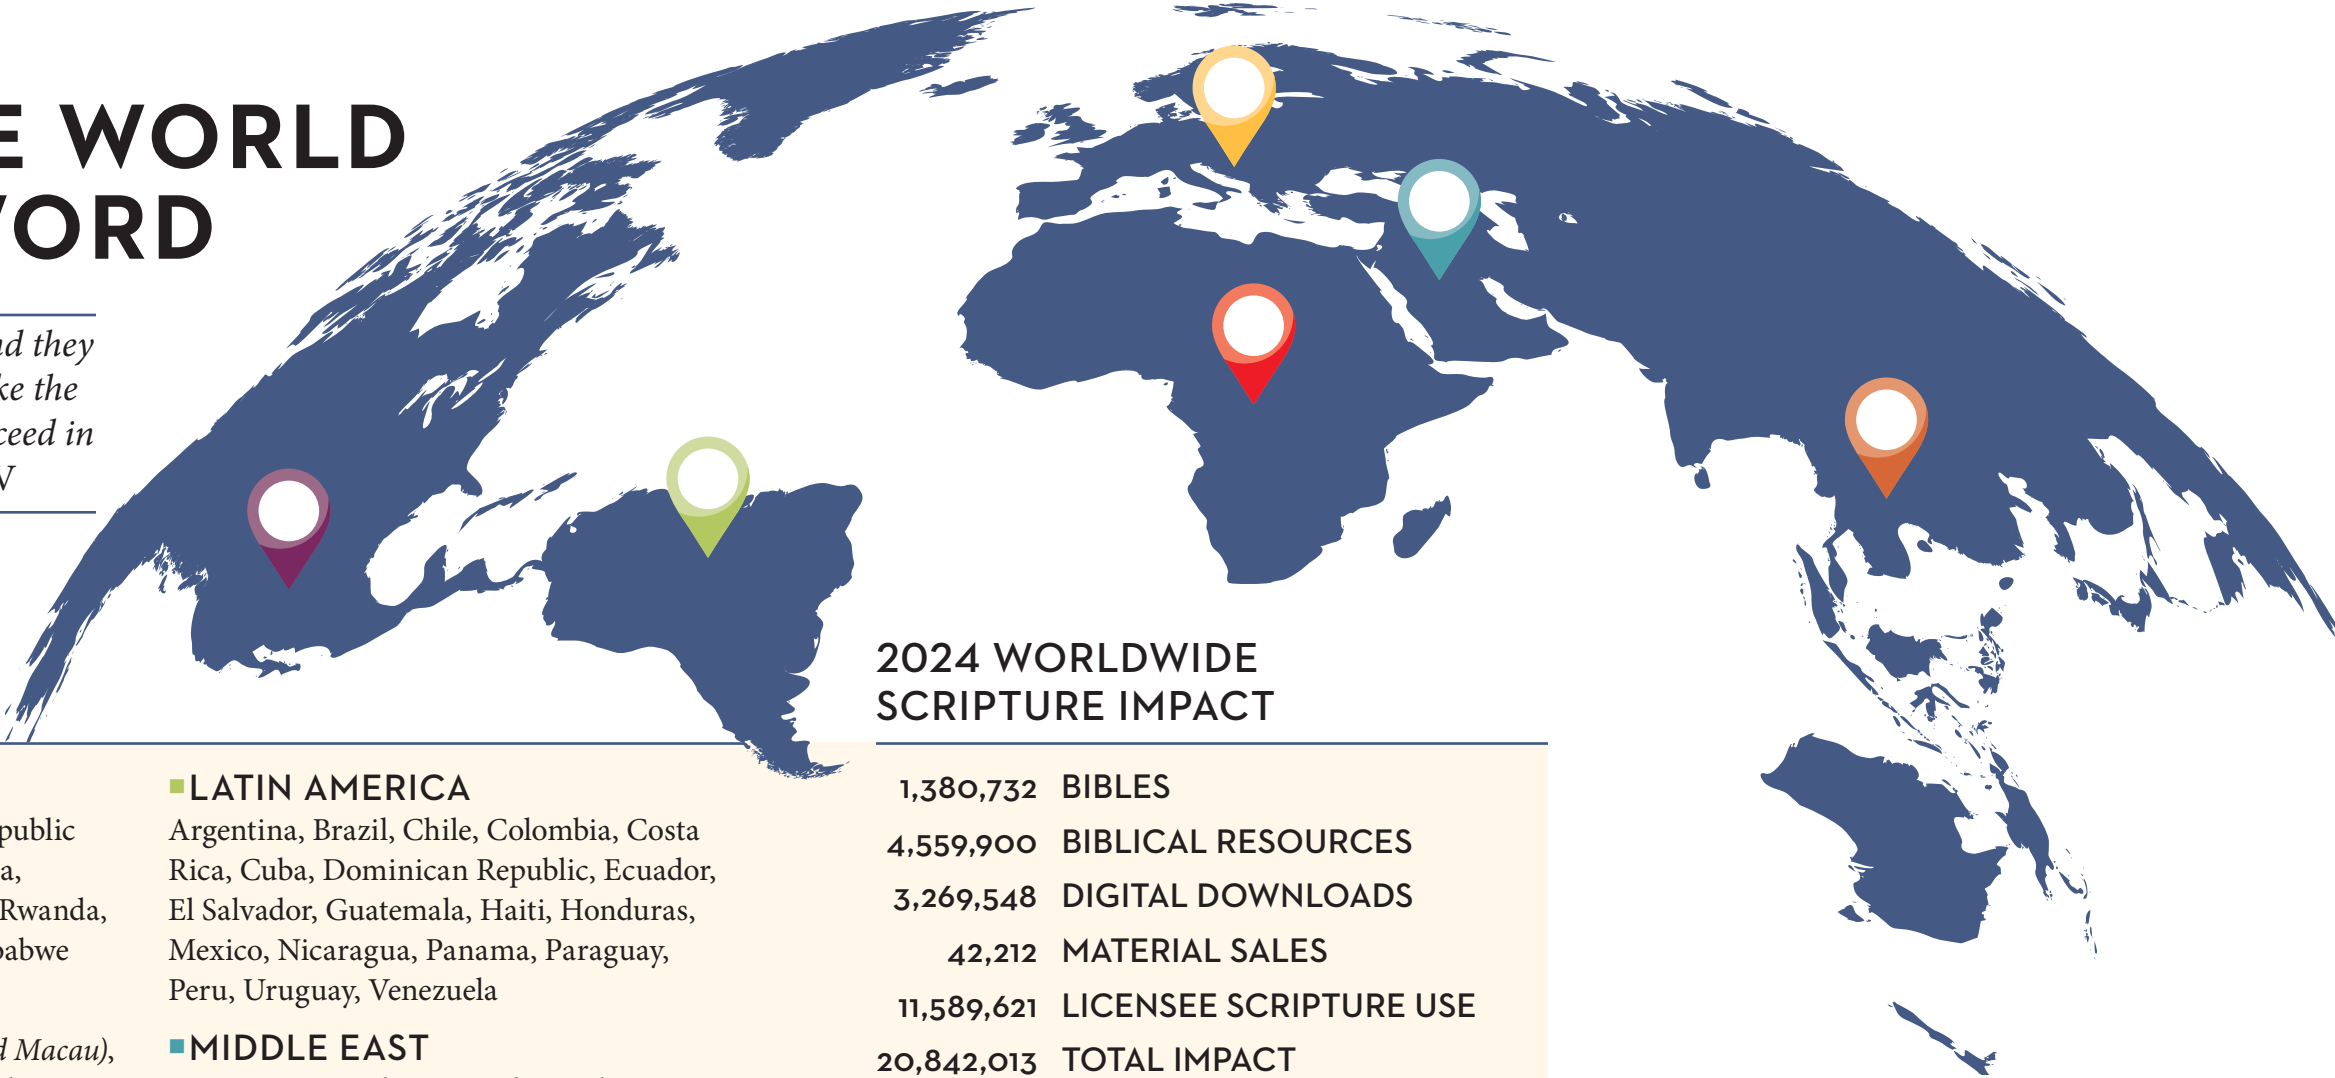 E WORLD
ORD
nd they
ke the
ceed in
V
2024 WORLDWIDE
SCRIPTURE IMPACT
public
a,
Rwanda,
babwe
d Macau),
LATIN AMERICA
Argentina, Brazil, Chile, Colombia, Costa
Rica, Cuba, Dominican Republic, Ecuador,
El Salvador, Guatemala, Haiti, Honduras,
Mexico, Nicaragua, Panama, Paraguay,
Peru, Uruguay, Venezuela
MIDDLE EAST
1,380,732 BIBLES
4,559,900 BIBLICAL RESOURCES
3,269,548 DIGITAL DOWNLOADS
42,212 MATERIAL SALES
11,589,621 LICENSEE SCRIPTURE USE
20,842,013 TOTAL IMPACT